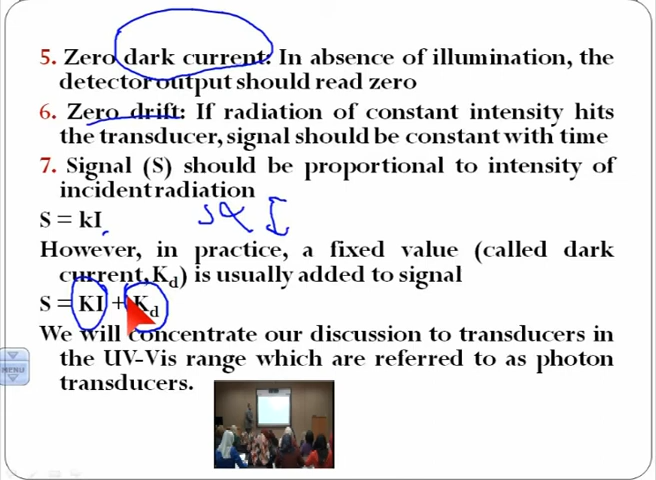 5. Zero dark current: In absence of illumination, the
detector output should read zero
6. Zero drift: If radiation of constant intensity hits
the transducer, signal should be constant with time
7. Signal (S) should be proportional to intensity of
incident radiation
S = kI
S ∝ I
However, in practice, a fixed value (called dark
current, Kd) is usually added to signal
S = KI + Kd
We will concentrate our discussion to transducers in
the UV-Vis range which are referred to as photon
transducers.
MENU